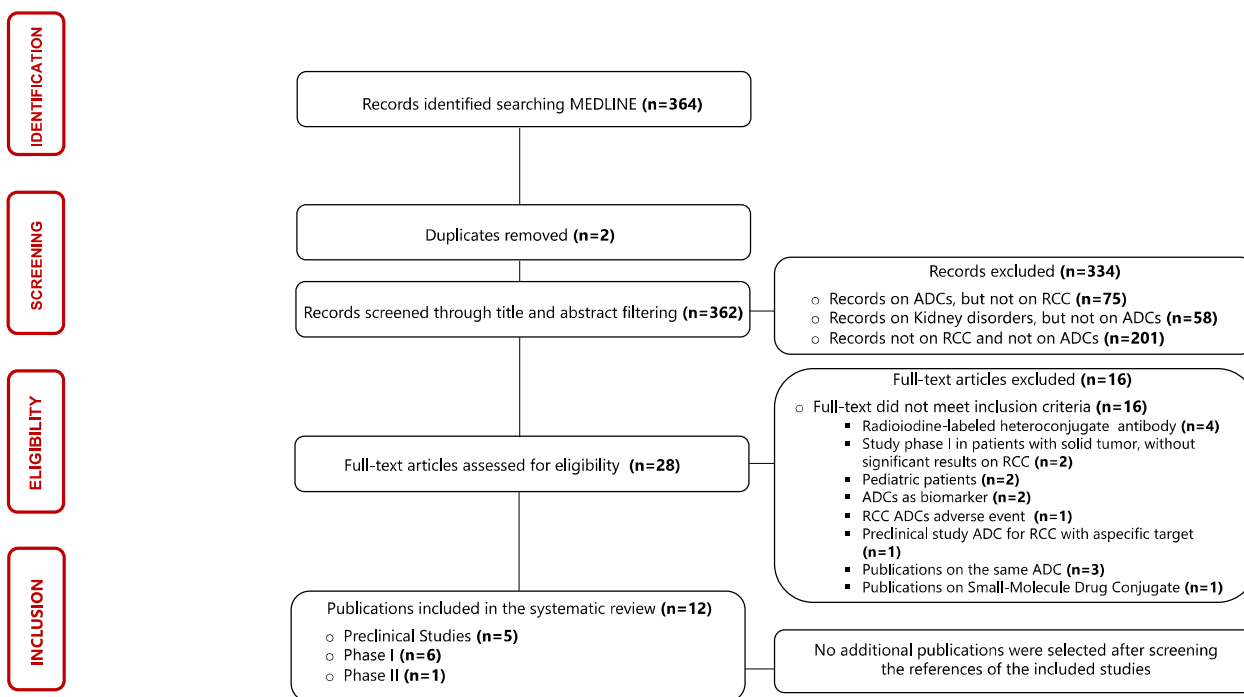 IDENTIFICATION
Records identified searching MEDLINE (n=364)
SCREENING
Duplicates removed (n=2)
Records screened through title and abstract filtering (n=362)
Records excluded (n=334)
○ Records on ADCs, but not on RCC (n=75)
○ Records on Kidney disorders, but not on ADCs (n=58)
○ Records not on RCC and not on ADCs (n=201)
ELIGIBILITY
Full-text articles assessed for eligibility (n=28)
Full-text articles excluded (n=16)
○ Full-text did not meet inclusion criteria (n=16)
▪ Radioiodine-labeled heteroconjugate antibody (n=4)
▪ Study phase I in patients with solid tumor, without
significant results on RCC (n=2)
▪ Pediatric patients (n=2)
▪ ADCs as biomarker (n=2)
▪ RCC ADCs adverse event (n=1)
▪ Preclinical study ADC for RCC with aspecific target
(n=1)
▪ Publications on the same ADC (n=3)
▪ Publications on Small-Molecule Drug Conjugate (n=1)
INCLUSION
Publications included in the systematic review (n=12)
○ Preclinical Studies (n=5)
○ Phase I (n=6)
○ Phase II (n=1)
No additional publications were selected after screening
the references of the included studies